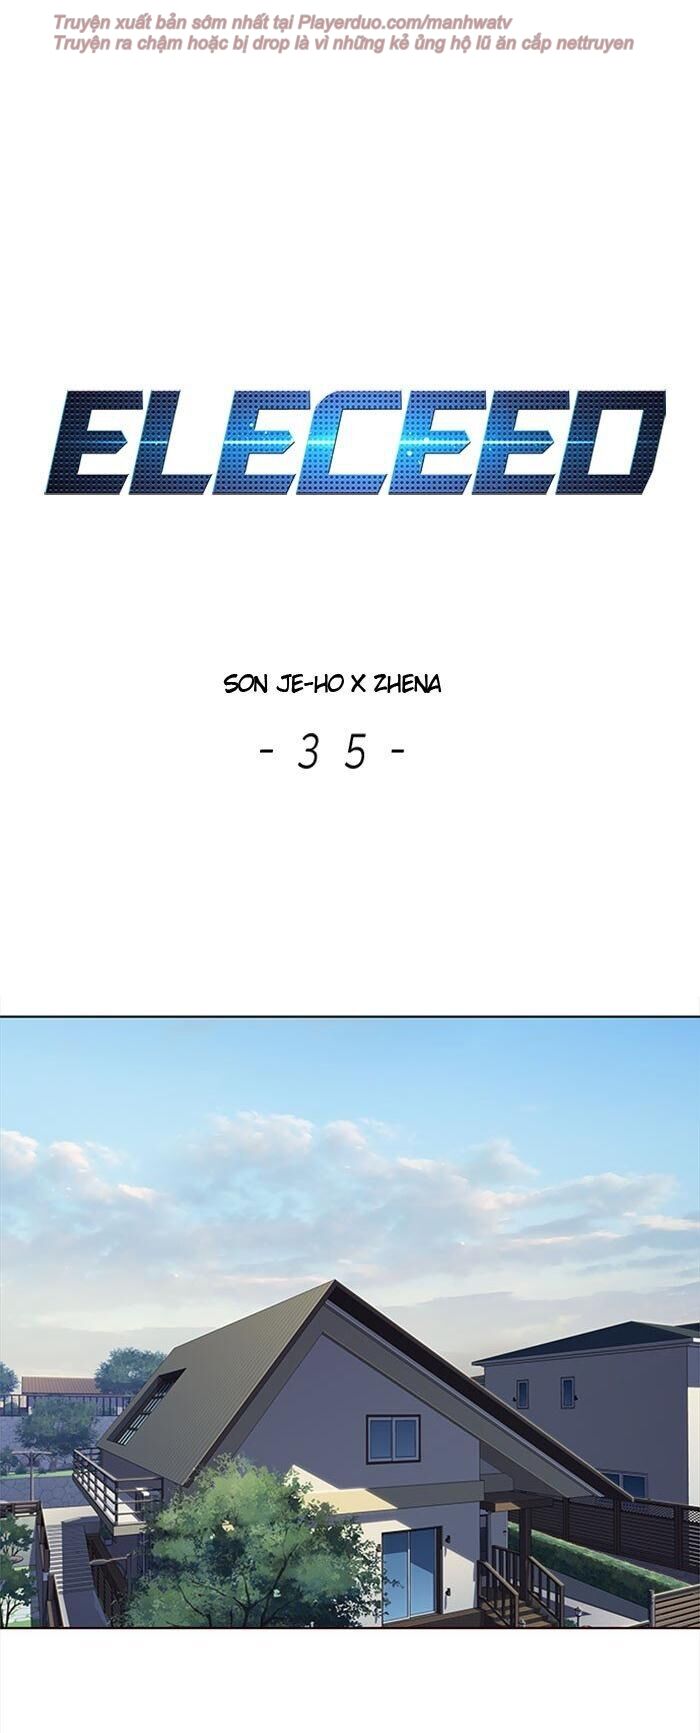 Truyện xuất bản sớm nhất tại Playerduo.com/manhwatv
Truyện ra chậm hoặc bị drop là vì những kẻ ủng hộ lũ ăn cắp nettruyen
ELECEED
SON JE-HO X ZHENA
- 3 5 -